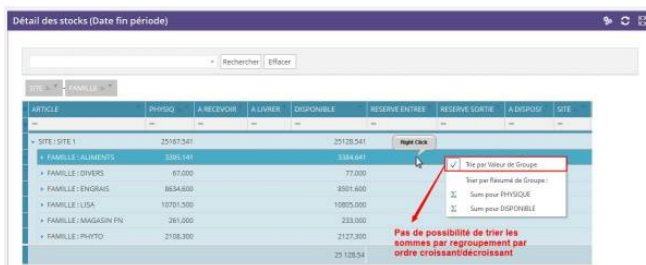 Détail des stocks (Date fin période)
Rechercher Effacer
SITE FAMILLE
ARTICLE PHYSIQ A RECEVOIR A LIVRER DISPONIBLE RESERVE ENTREE RESERVE SORTIE A DISPOSI SITE
SITE : SITE 1 25167.541 25128.541
Right Click
FAMILLE : ALIMENTS 3395.141 3384.641
Trie par Valeur de Groupe
FAMILLE : DIVERS 67.000 77.000
Trier par Résumé de Groupe :
FAMILLE : ENGRAIS 8634.600 8501.600
Σ Sum pour PHYSIQUE
FAMILLE : LISA 10701.500 10805.000
Σ Sum pour DISPONIBLE
FAMILLE : MAGASIN PN 261.000 233.000
FAMILLE : PHYTO 2108.300 2127.300
Pas de possibilité de trier les
sommes par regroupement par
ordre croissant/décroissant
25 128.54